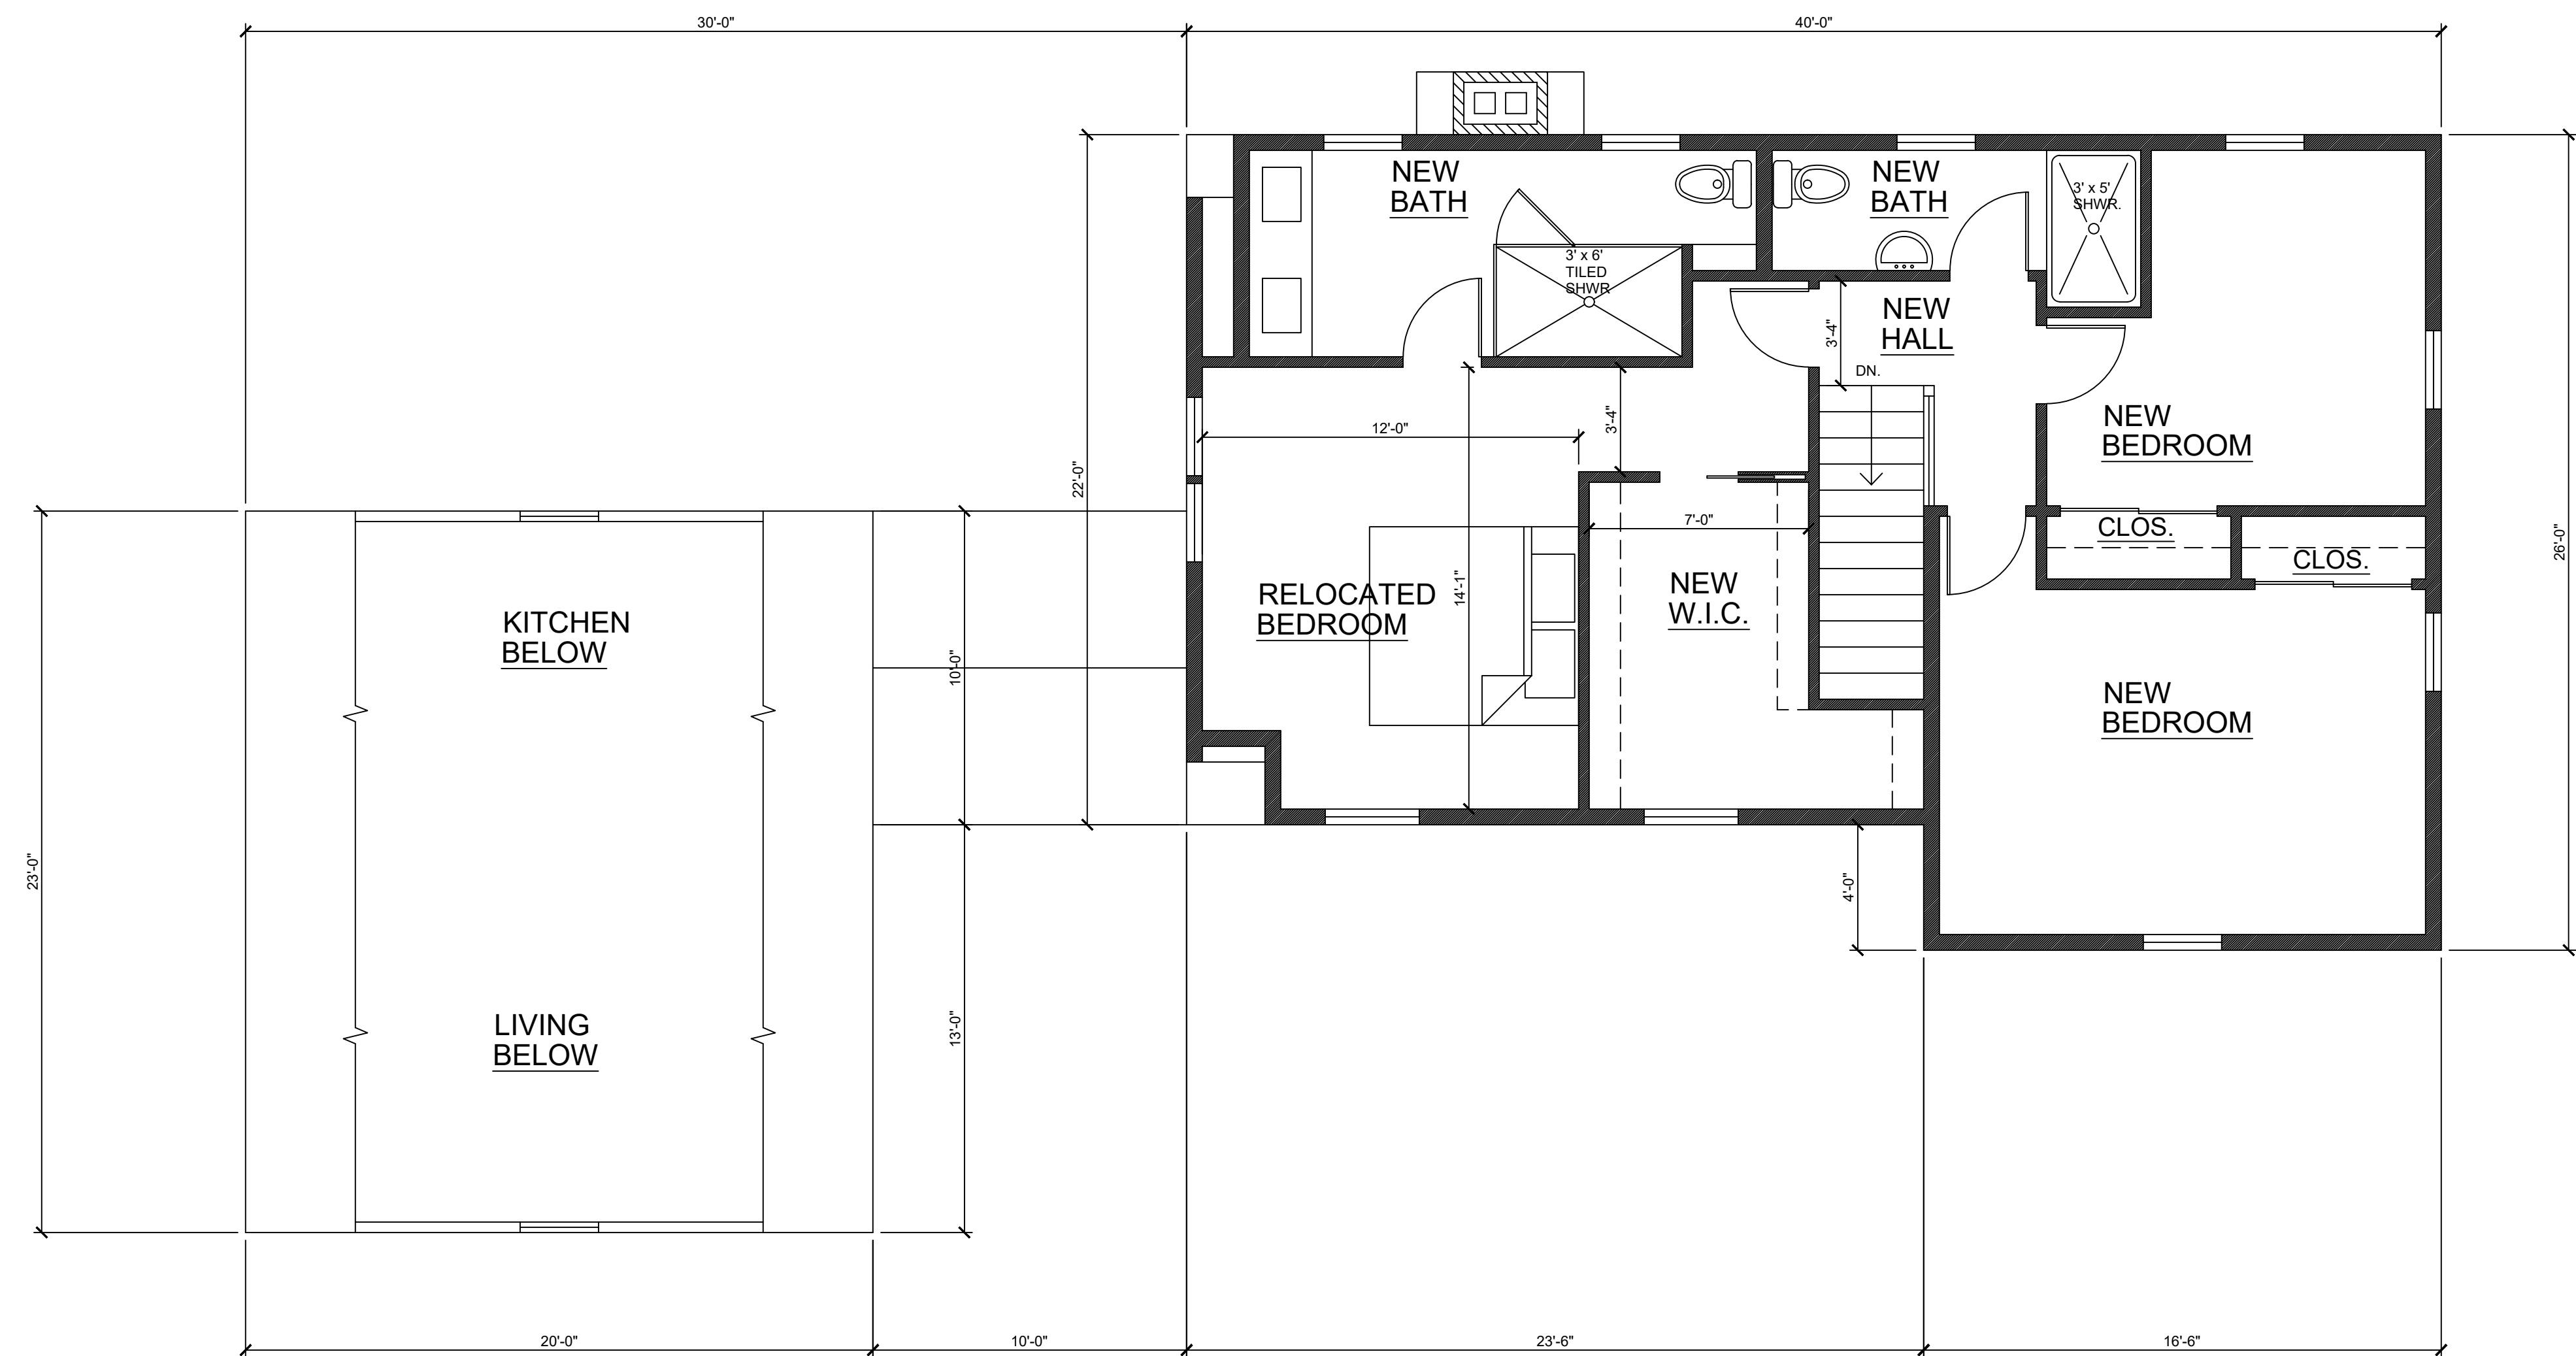 30'-0"
40'-0"
NEW
BATH
NEW
BATH
3' x 5'
SHWR.
3' x 6'
TILED
SHWR
NEW
HALL
3'-4"
DN.
12'-0"
3'-4"
NEW
BEDROOM
22'-0"
7'-0"
CLOS.
CLOS.
26'-0"
RELOCATED
BEDROOM
14'-1"
NEW
W.I.C.
KITCHEN
BELOW
10'-0"
NEW
BEDROOM
23'-0"
4'-0"
LIVING
BELOW
13'-0"
20'-0"
10'-0"
23'-6"
16'-6"